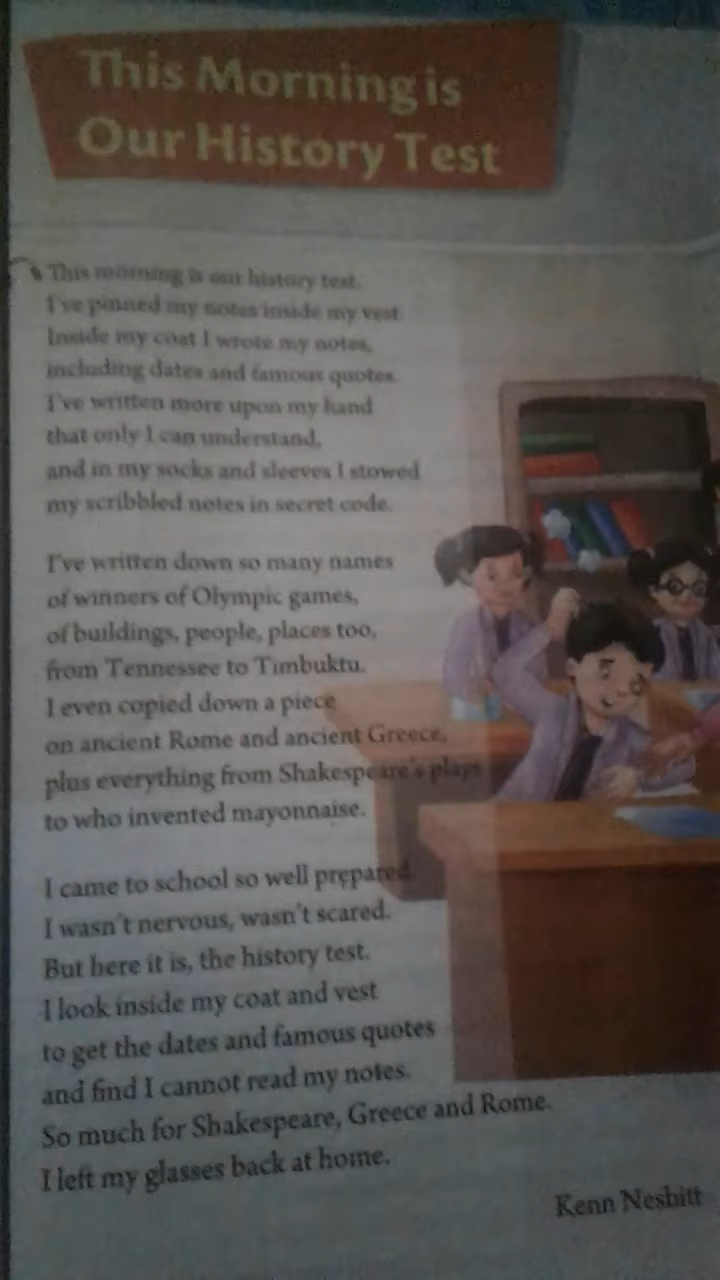 This Morning is
Our History Test
This morning is our history test.
I've pinned my notes inside my vest.
Inside my coat I wrote my notes,
including dates and famous quotes.
I've written more upon my hand
that only I can understand,
and in my socks and sleeves I stowed
my scribbled notes in secret code.
I've written down so many names
of winners of Olympic games,
of buildings, people, places too,
from Tennessee to Timbuktu.
I even copied down a piece
on ancient Rome and ancient Greece,
plus everything from Shakespeare's plays
to who invented mayonnaise.
I came to school so well prepared.
I wasn't nervous, wasn't scared.
But here it is, the history test.
I look inside my coat and vest
to get the dates and famous quotes
and find I cannot read my notes.
So much for Shakespeare, Greece and Rome.
I left my glasses back at home.
Kenn Nesbitt